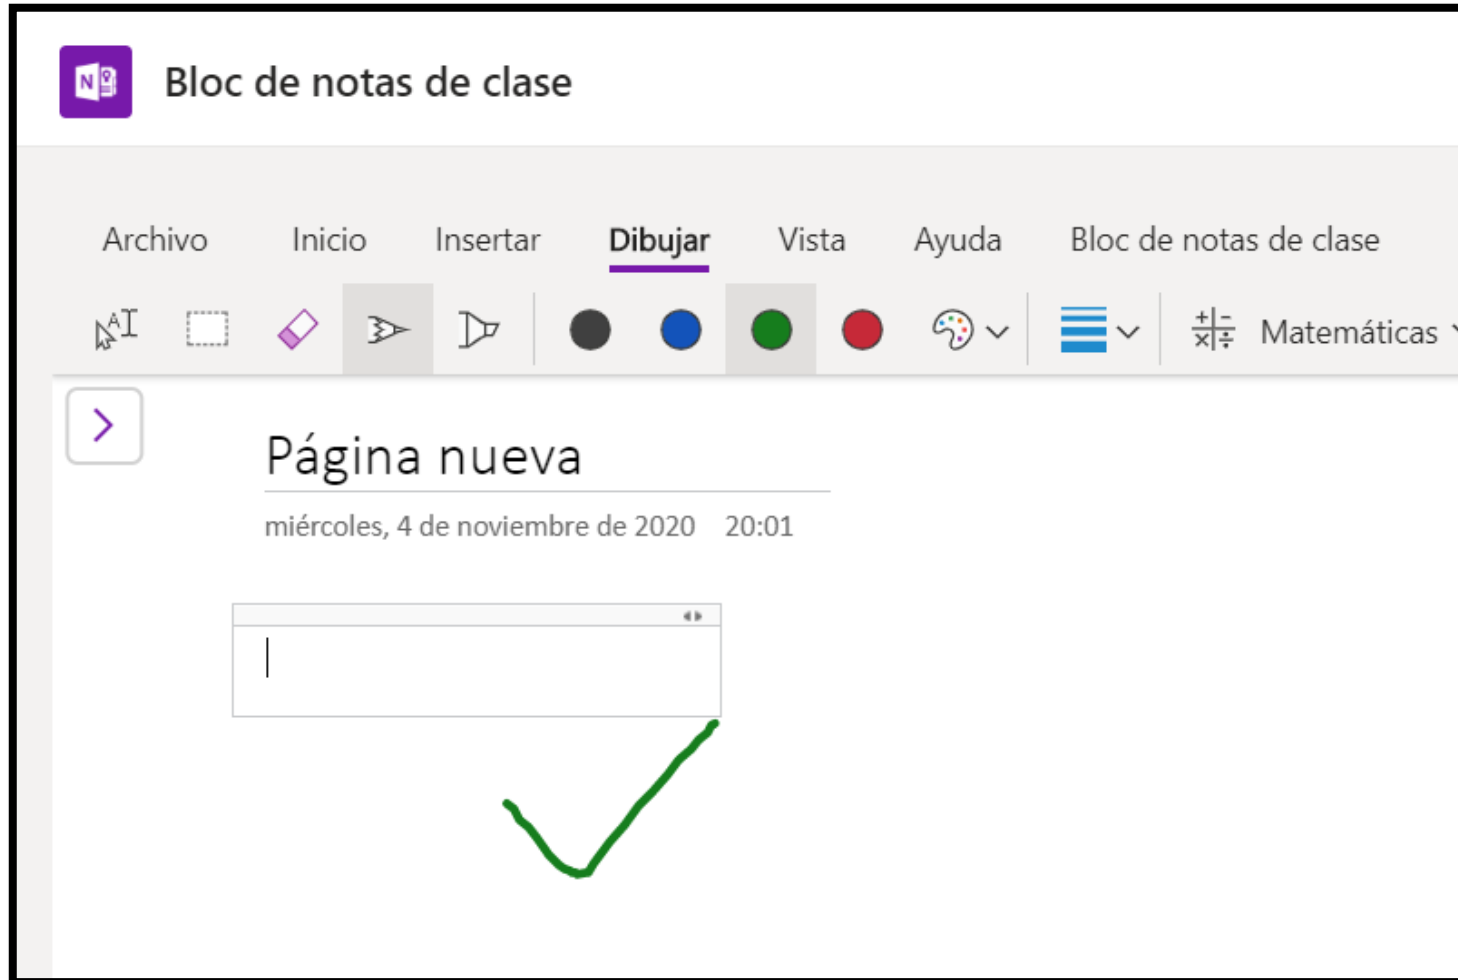 Bloc de notas de clase
Archivo Inicio Insertar Dibujar Vista Ayuda Bloc de notas de clase
Matemáticas
Página nueva
miércoles, 4 de noviembre de 2020 20:01